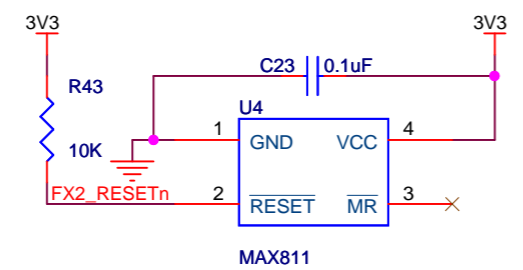 3V3
3V3
C23
0.1uF
R43
U4
1
GND
VCC
4
10K
FX2_RESETn
2
RESET
MR
3
MAX811